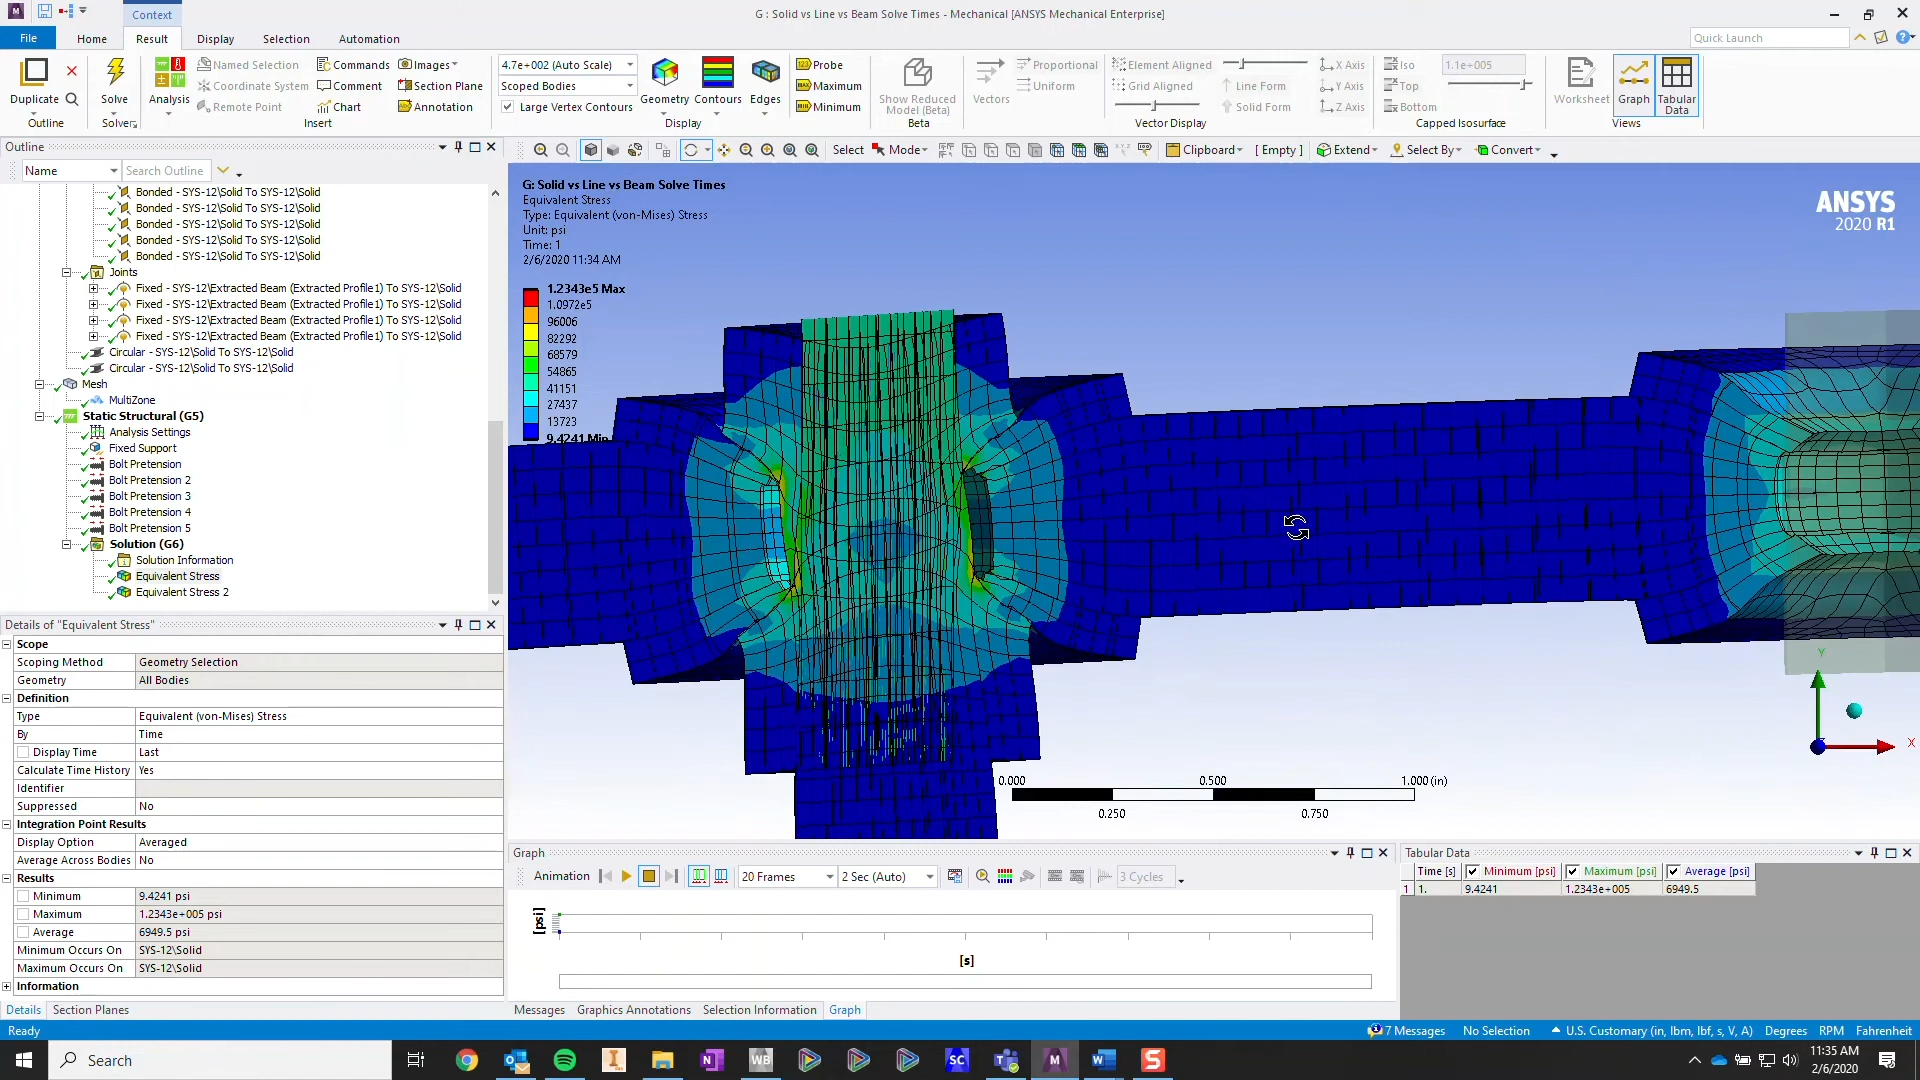 Context
G : Solid vs Line vs Beam Solve Times - Mechanical [ANSYS Mechanical Enterprise]
File Home Result Display Selection Automation
Quick Launch
Duplicate
Outline
Solve
Solver
Analysis
Named Selection
Coordinate System
Remote Point
Commands
Comment
Chart
Images
Section Plane
Annotation
Insert
4.7e+002 (Auto Scale)
Scoped Bodies
Large Vertex Contours
Geometry
Contours
Edges
Display
Probe
Maximum
Minimum
Show Reduced
Model (Beta)
Beta
Vectors
Proportional
Uniform
Element Aligned
Grid Aligned
Line Form
Solid Form
X Axis
Y Axis
Z Axis
Vector Display
Iso
Top
Bottom
1.1e+005
Capped Isosurface
Worksheet
Graph
Tabular
Data
Views
Outline
Name Search Outline
Select Mode Clipboard [ Empty ] Extend Select By Convert
Bonded - SYS-12\Solid To SYS-12\Solid
Bonded - SYS-12\Solid To SYS-12\Solid
Bonded - SYS-12\Solid To SYS-12\Solid
Bonded - SYS-12\Solid To SYS-12\Solid
Bonded - SYS-12\Solid To SYS-12\Solid
Joints
Fixed - SYS-12\Extracted Beam (Extracted Profile1) To SYS-12\Solid
Fixed - SYS-12\Extracted Beam (Extracted Profile1) To SYS-12\Solid
Fixed - SYS-12\Extracted Beam (Extracted Profile1) To SYS-12\Solid
Fixed - SYS-12\Extracted Beam (Extracted Profile1) To SYS-12\Solid
Circular - SYS-12\Solid To SYS-12\Solid
Circular - SYS-12\Solid To SYS-12\Solid
Mesh
MultiZone
Static Structural (G5)
Analysis Settings
Fixed Support
Bolt Pretension
Bolt Pretension 2
Bolt Pretension 3
Bolt Pretension 4
Bolt Pretension 5
Solution (G6)
Solution Information
Equivalent Stress
Equivalent Stress 2
Details of "Equivalent Stress"
Scope
Scoping Method Geometry Selection
Geometry All Bodies
Definition
Type Equivalent (von-Mises) Stress
By Time
Display Time Last
Calculate Time History Yes
Identifier
Suppressed No
Integration Point Results
Display Option Averaged
Average Across Bodies No
Results
Minimum 9.4241 psi
Maximum 1.2343e+005 psi
Average 6949.5 psi
Minimum Occurs On SYS-12\Solid
Maximum Occurs On SYS-12\Solid
Information
Details Section Planes
G: Solid vs Line vs Beam Solve Times
Equivalent Stress
Type: Equivalent (von-Mises) Stress
Unit: psi
Time: 1
2/6/2020 11:34 AM
1.2343e5 Max
1.0972e5
96006
82292
68579
54865
41151
27437
13723
9.4241 Min
ANSYS
2020 R1
Y
X
0.000 0.500 1.000 (in)
0.250 0.750
Graph
Animation 20 Frames 2 Sec (Auto) 3 Cycles
[psi]
[s]
Messages Graphics Annotations Selection Information Graph
Tabular Data
Time [s] Minimum [psi] Maximum [psi] Average [psi]
1 1. 9.4241 1.2343e+005 6949.5
Ready 7 Messages No Selection U.S. Customary (in, lbm, lbf, s, V, A) Degrees RPM Fahrenheit
Search
WB
SC
M
11:35 AM
2/6/2020